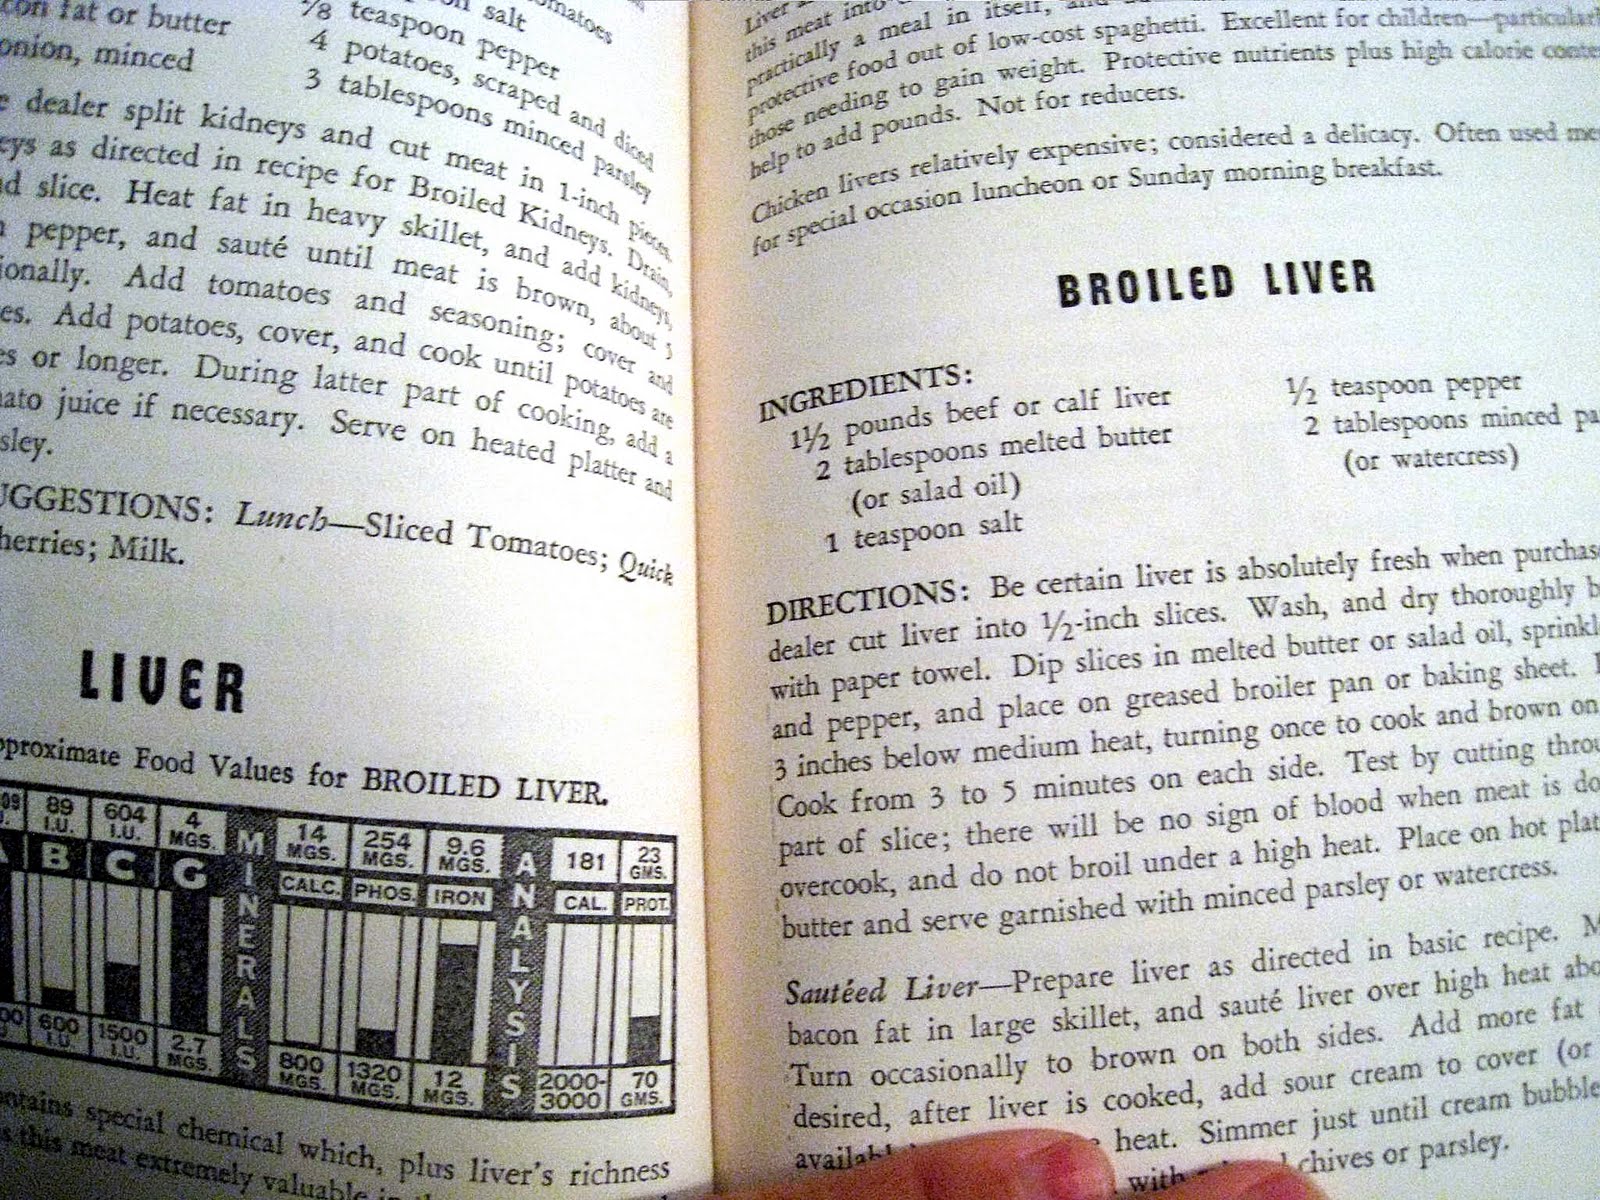 con fat or butter
onion, minced
salt
tomatoes
⅛ teaspoon pepper
4 potatoes, scraped and diced
3 tablespoons minced parsley
dealer split kidneys and cut meat in 1-inch pieces.
eys as directed in recipe for Broiled Kidneys. Drain,
nd slice. Heat fat in heavy skillet, and add kidneys,
pepper, and sauté until meat is brown, about 5
ionally. Add tomatoes and seasoning; cover and
es. Add potatoes, cover, and cook until potatoes are
es or longer. During latter part of cooking, add a
ato juice if necessary. Serve on heated platter and
sley.
UGGESTIONS: Lunch—Sliced Tomatoes; Quick
herries; Milk.
LIVER
pproximate Food Values for BROILED LIVER.
09
89 I.U.
604 I.U.
4 MGS.
MINERALS
14 MGS.
254 MGS.
9.6 MGS.
ANALYSIS
181
23 GMS.
A B C G
CALC. PHOS. IRON
CAL. PROT.
00
600 I.U.
1500 I.U.
2.7 MGS.
800 MGS.
1320 MGS.
12 MGS.
2000-3000
70 GMS.
ntains special chemical which, plus liver's richness
s this meat extremely valuable in
Liver
this meat into
practically a meal in itself,
protective food out of low-cost spaghetti. Excellent for children—particularl
those needing to gain weight. Protective nutrients plus high calorie conte
help to add pounds. Not for reducers.
Chicken livers relatively expensive; considered a delicacy. Often used
for special occasion luncheon or Sunday morning breakfast.
BROILED LIVER
INGREDIENTS:
1½ pounds beef or calf liver
2 tablespoons melted butter
(or salad oil)
1 teaspoon salt
½ teaspoon pepper
2 tablespoons minced pa
(or watercress)
DIRECTIONS: Be certain liver is absolutely fresh when purchas
dealer cut liver into ½-inch slices. Wash, and dry thoroughly b
with paper towel. Dip slices in melted butter or salad oil, sprinkl
and pepper, and place on greased broiler pan or baking sheet.
3 inches below medium heat, turning once to cook and brown on
Cook from 3 to 5 minutes on each side. Test by cutting throu
part of slice; there will be no sign of blood when meat is do
overcook, and do not broil under a high heat. Place on hot plat
butter and serve garnished with minced parsley or watercress.
Sautéed Liver—Prepare liver as directed in basic recipe. M
bacon fat in large skillet, and sauté liver over high heat abo
Turn occasionally to brown on both sides. Add more fat
desired, after liver is cooked, add sour cream to cover (or
availabl heat. Simmer just until cream bubble
with chives or parsley.